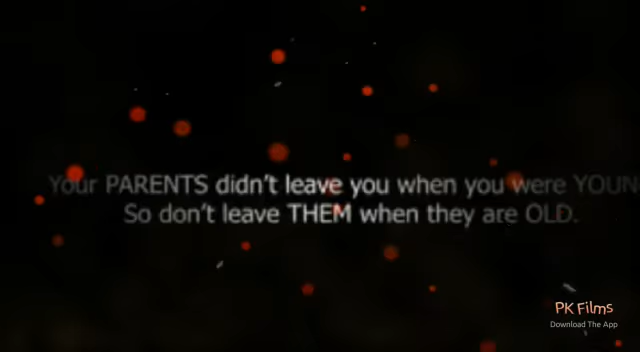 Your PARENTS didn't leave you when you were YOUN
So don't leave THEM when they are OLD.
PK Films
Download The App